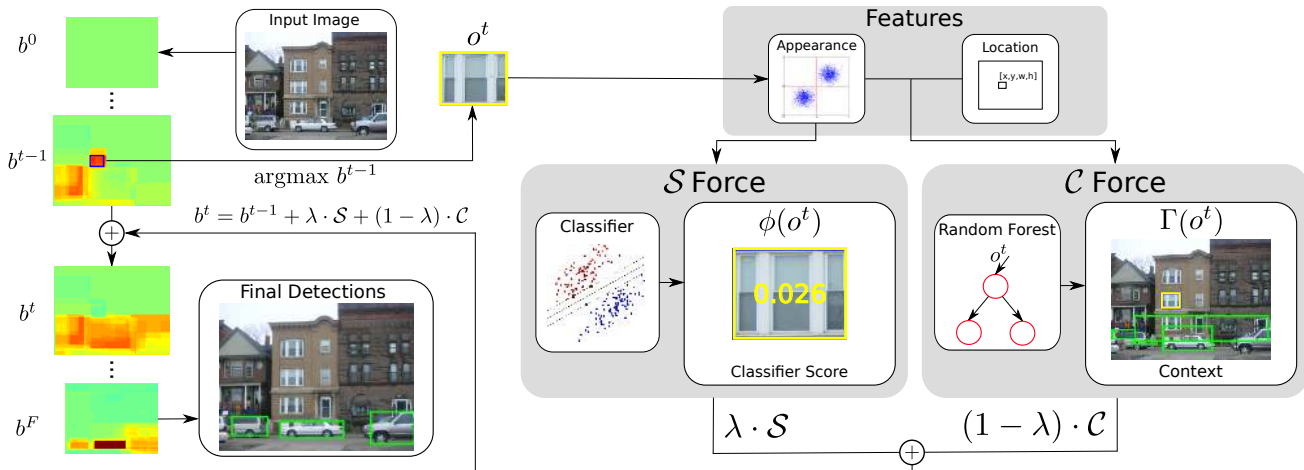 Input Image
b^0
o^t
Features
Appearance
Location
[x,y,w,h]
b^{t-1}
argmax b^{t-1}
b^t = b^{t-1} + λ · S + (1 − λ) · C
+
S Force
C Force
Classifier
ϕ(o^t)
0.026
Classifier Score
Random Forest
o^t
Γ(o^t)
Context
b^t
Final Detections
b^F
λ · S
(1 − λ) · C
+